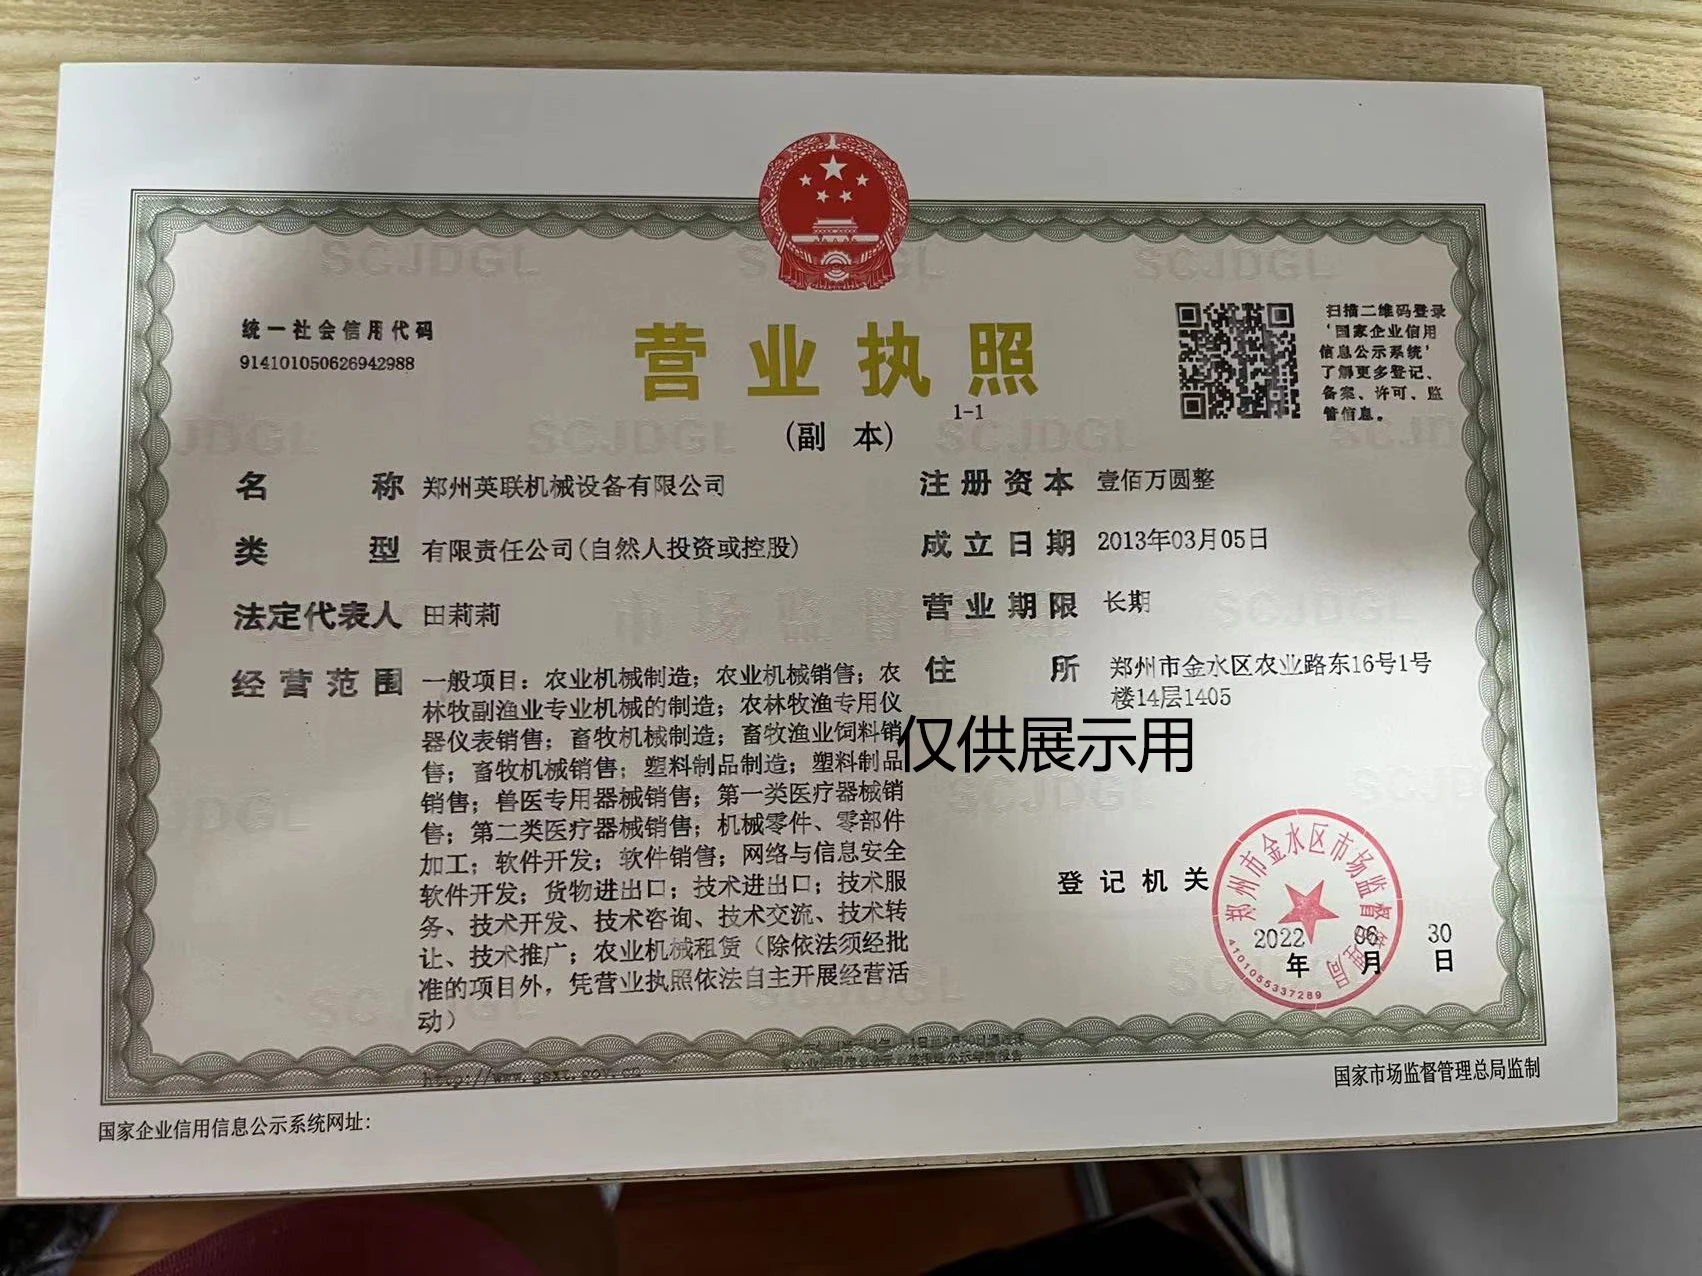 统一社会信用代码
914101050626942988
营业执照
(副 本)
1-1
扫描二维码登录
‘国家企业信用
信息公示系统’
了解更多登记、
备案、许可、监
管信息。
名 称 郑州英联机械设备有限公司
类 型 有限责任公司(自然人投资或控股)
法定代表人 田莉莉
经营范围 一般项目：农业机械制造；农业机械销售；农
林牧副渔业专业机械的制造；农林牧渔专用仪
器仪表销售；畜牧机械制造；畜牧渔业饲料销
售；畜牧机械销售；塑料制品制造；塑料制品
销售；兽医专用器械销售；第一类医疗器械销
售；第二类医疗器械销售；机械零件、零部件
加工；软件开发；软件销售；网络与信息安全
软件开发；货物进出口；技术进出口；技术服
务、技术开发、技术咨询、技术交流、技术转
让、技术推广；农业机械租赁（除依法须经批
准的项目外，凭营业执照依法自主开展经营活
动）
注册资本 壹佰万圆整
成立日期 2013年03月05日
营业期限 长期
住 所 郑州市金水区农业路东16号1号
楼14层1405
仅供展示用
登记机关
郑州市金水区市场监督管理局
4101055337289
2022 06 30
年 月 日
http://www.gsxt.gov.cn
国家企业信用信息公示系统网址：
国家市场监督管理总局监制
SCJDGL
SCJDGL
SCJDGL
SCJDGL
SCJDGL
市场监督管理